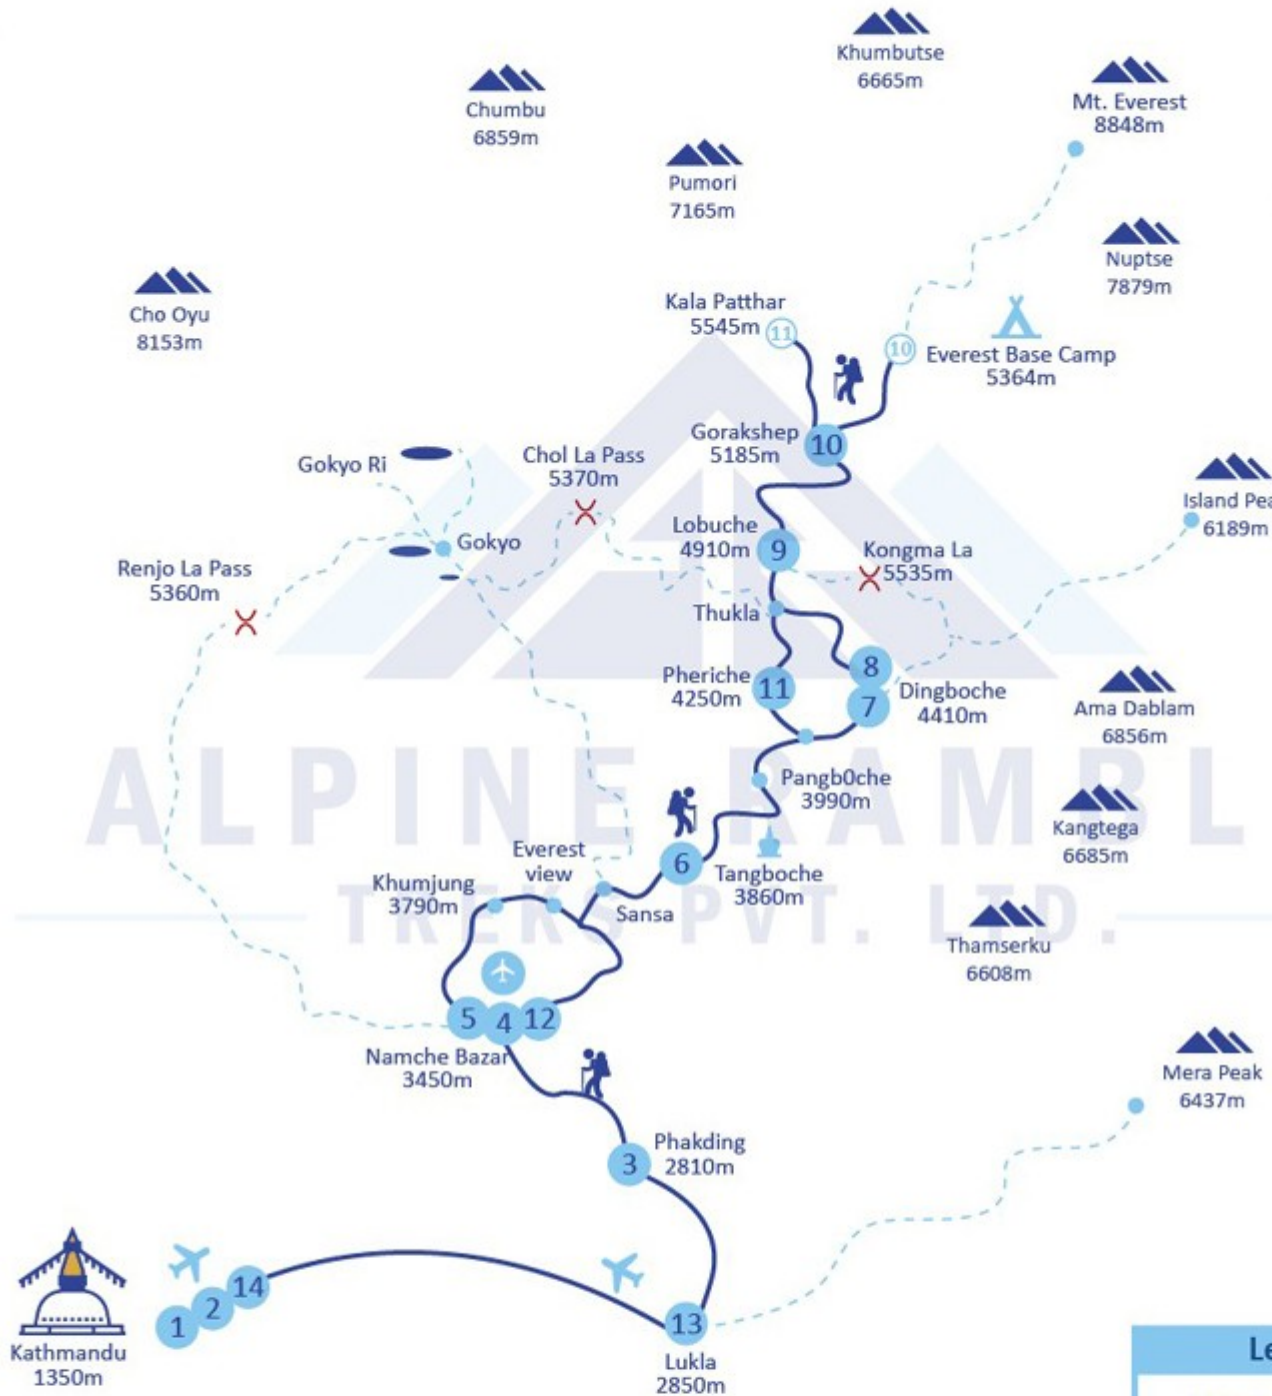 Khumbutse
6665m
Chumbu
6859m
Mt. Everest
8848m
Pumori
7165m
Nuptse
7879m
Cho Oyu
8153m
Kala Patthar
5545m
11
10
Everest Base Camp
5364m
Gorakshep
5185m
10
Gokyo Ri
Chol La Pass
5370m
Island Pea
6189m
Lobuche
4910m
9
Gokyo
Kongma La
5535m
Renjo La Pass
5360m
Thukla
8
Pheriche
4250m
11
7
Dingboche
4410m
Ama Dablam
6856m
ALPINE RAMBL
Pangb0che
3990m
Kangtega
6685m
Everest
view
6
Tangboche
3860m
Khumjung
3790m
Sansa
TREKS PVT. LTD.
Thamserku
6608m
5
4
12
Namche Bazar
3450m
Mera Peak
6437m
Phakding
2810m
3
14
2
1
13
Kathmandu
1350m
Lukla
2850m
Le